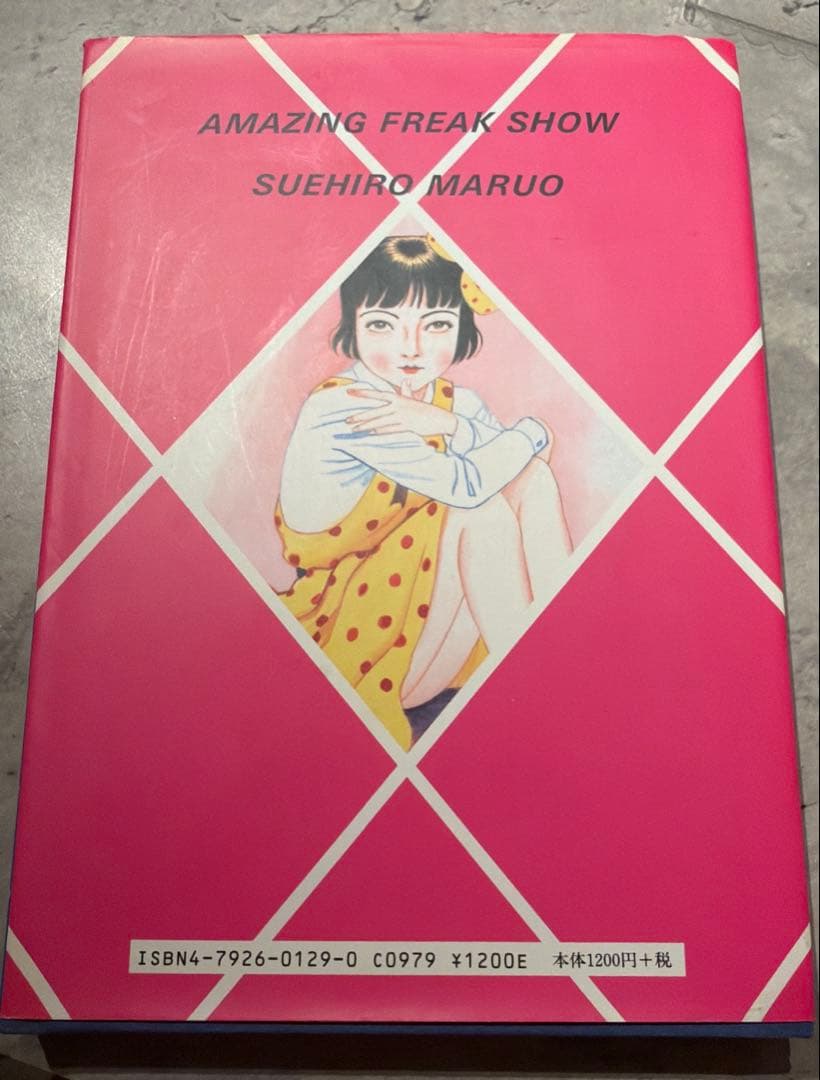 AMAZING FREAK SHOW
SUEHIRO MARUO
ISBN4-7926-0129-0 C0979 ¥1200E 本体1200円+税